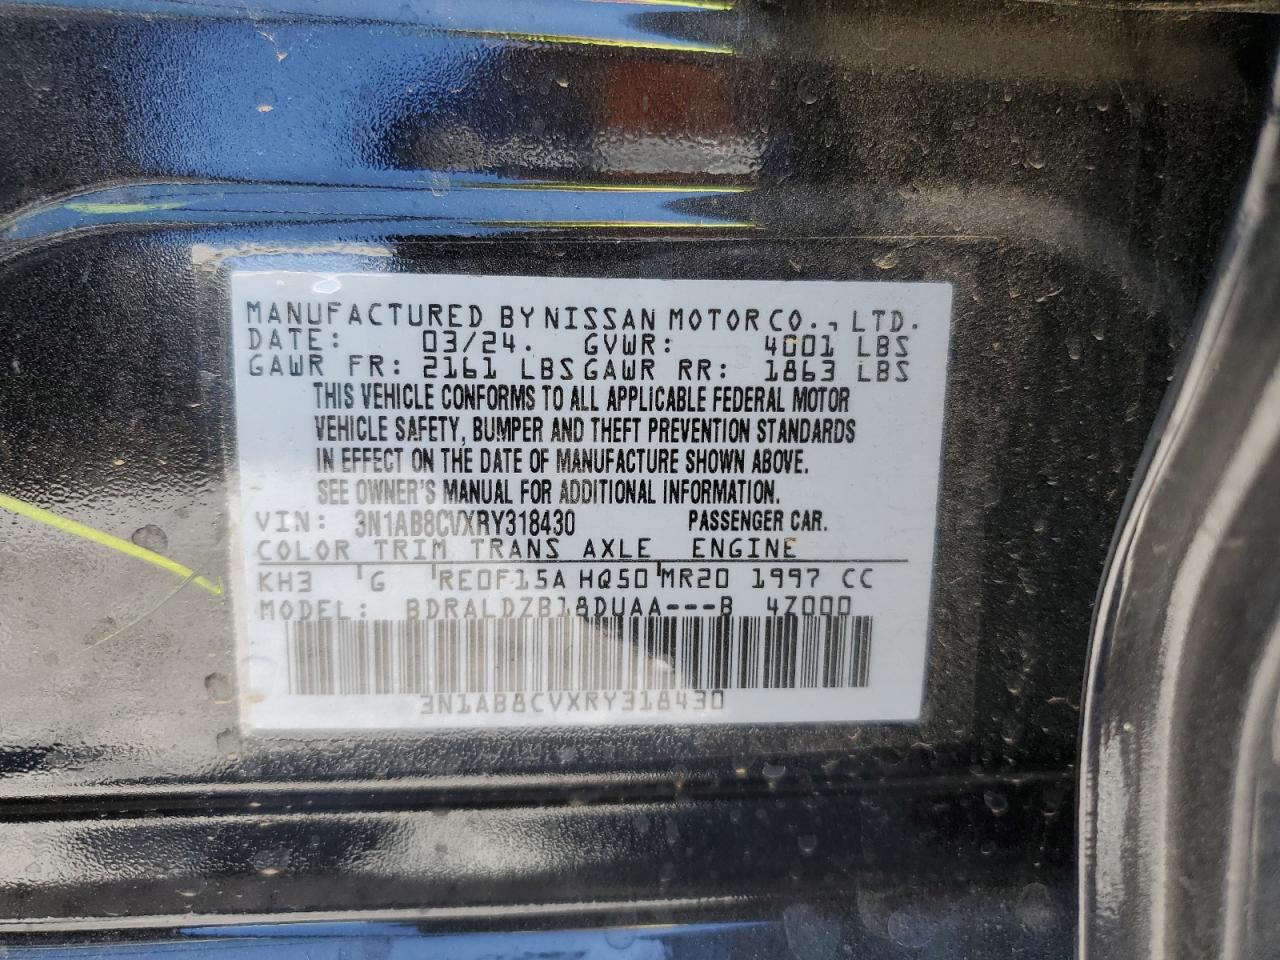 MANUFACTURED BY NISSAN MOTOR CO., LTD.
DATE: 03/24. GVWR: 4001 LBS
GAWR FR: 2161 LBS GAWR RR: 1863 LBS
THIS VEHICLE CONFORMS TO ALL APPLICABLE FEDERAL MOTOR
VEHICLE SAFETY, BUMPER AND THEFT PREVENTION STANDARDS
IN EFFECT ON THE DATE OF MANUFACTURE SHOWN ABOVE.
SEE OWNER'S MANUAL FOR ADDITIONAL INFORMATION.
VIN: 3N1AB8CVXRY318430 PASSENGER CAR.
COLOR TRIM TRANS AXLE ENGINE
KH3 G RE0F15A HQ50 MR20 1997 CC
MODEL: BDRALDZB18DUAA---B 4Z000
3N1AB8CVXRY318430